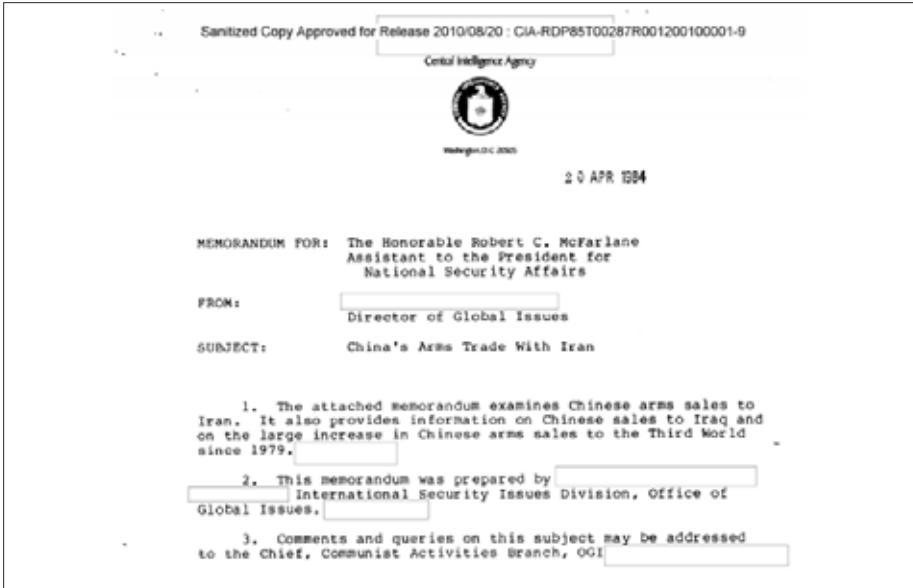 Sanitized Copy Approved for Release 2010/08/20 : CIA-RDP85T00287R001200100001-9
Central Intelligence Agency
Washington, D.C. 20505
20 APR 1984
MEMORANDUM FOR: The Honorable Robert C. McFarlane
Assistant to the President for
National Security Affairs
FROM:
Director of Global Issues
SUBJECT: China's Arms Trade With Iran
1. The attached memorandum examines Chinese arms sales to
Iran. It also provides information on Chinese sales to Iraq and
on the large increase in Chinese arms sales to the Third World
since 1979.
2. This memorandum was prepared by
International Security Issues Division, Office of
Global Issues.
3. Comments and queries on this subject may be addressed
to the Chief, Communist Activities Branch, OGI